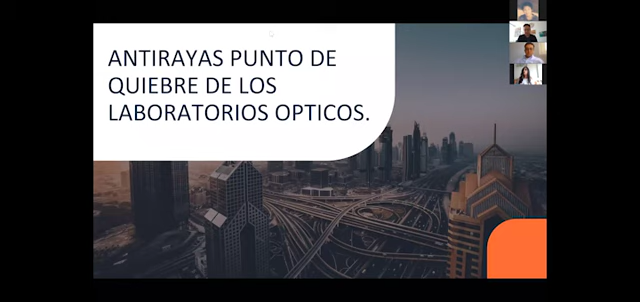 ANTIRAYAS PUNTO DE
QUIEBRE DE LOS
LABORATORIOS OPTICOS.